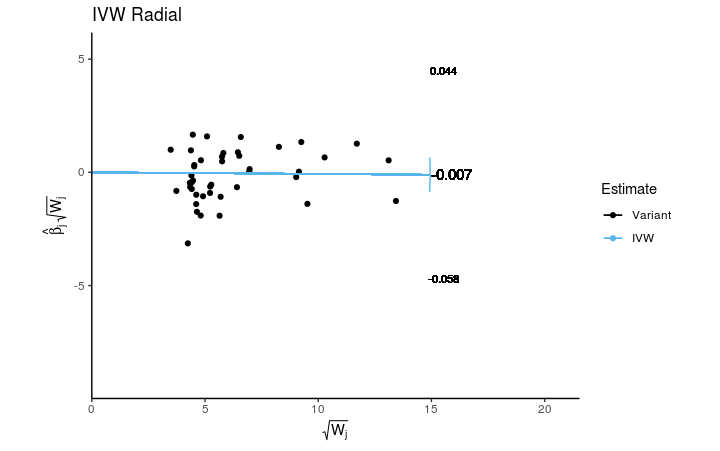 IVW Radial
5
0
-5
β̂j√Wj
0.044
-0.007
-0.058
0
5
10
15
20
√Wj
Estimate
Variant
IVW